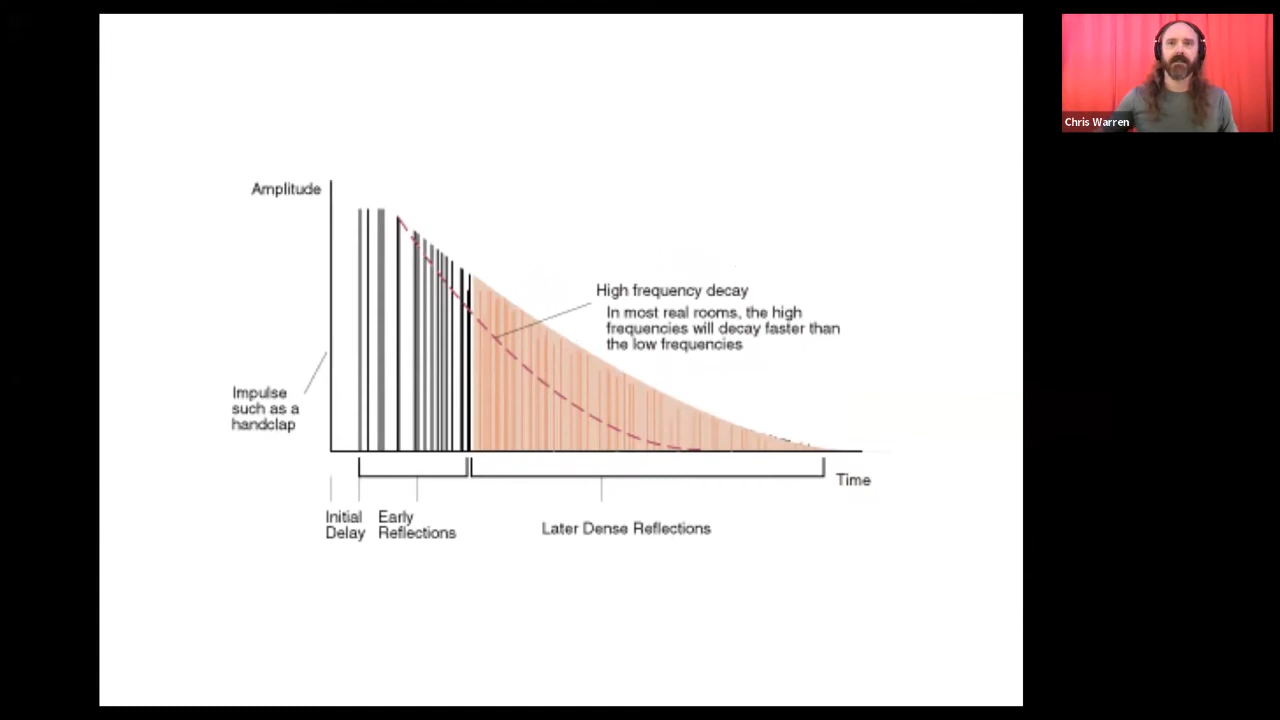 Chris Warren
Amplitude
High frequency decay
In most real rooms, the high
frequencies will decay faster than
the low frequencies
Impulse
such as a
handclap
Time
Initial
Delay
Early
Reflections
Later Dense Reflections